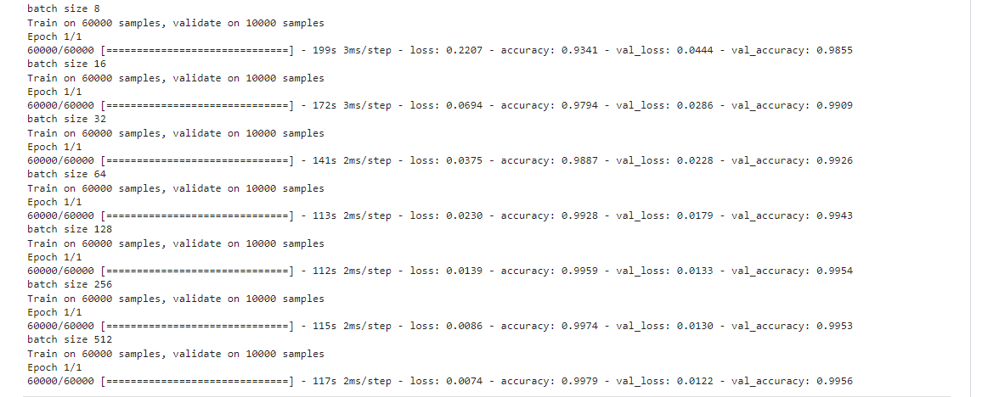 batch size 8
Train on 60000 samples, validate on 10000 samples
Epoch 1/1
60000/60000 [==============================] - 199s 3ms/step - loss: 0.2207 - accuracy: 0.9341 - val_loss: 0.0444 - val_accuracy: 0.9855
batch size 16
Train on 60000 samples, validate on 10000 samples
Epoch 1/1
60000/60000 [==============================] - 172s 3ms/step - loss: 0.0694 - accuracy: 0.9794 - val_loss: 0.0286 - val_accuracy: 0.9909
batch size 32
Train on 60000 samples, validate on 10000 samples
Epoch 1/1
60000/60000 [==============================] - 141s 2ms/step - loss: 0.0375 - accuracy: 0.9887 - val_loss: 0.0228 - val_accuracy: 0.9926
batch size 64
Train on 60000 samples, validate on 10000 samples
Epoch 1/1
60000/60000 [==============================] - 113s 2ms/step - loss: 0.0230 - accuracy: 0.9928 - val_loss: 0.0179 - val_accuracy: 0.9943
batch size 128
Train on 60000 samples, validate on 10000 samples
Epoch 1/1
60000/60000 [==============================] - 112s 2ms/step - loss: 0.0139 - accuracy: 0.9959 - val_loss: 0.0133 - val_accuracy: 0.9954
batch size 256
Train on 60000 samples, validate on 10000 samples
Epoch 1/1
60000/60000 [==============================] - 115s 2ms/step - loss: 0.0086 - accuracy: 0.9974 - val_loss: 0.0130 - val_accuracy: 0.9953
batch size 512
Train on 60000 samples, validate on 10000 samples
Epoch 1/1
60000/60000 [==============================] - 117s 2ms/step - loss: 0.0074 - accuracy: 0.9979 - val_loss: 0.0122 - val_accuracy: 0.9956